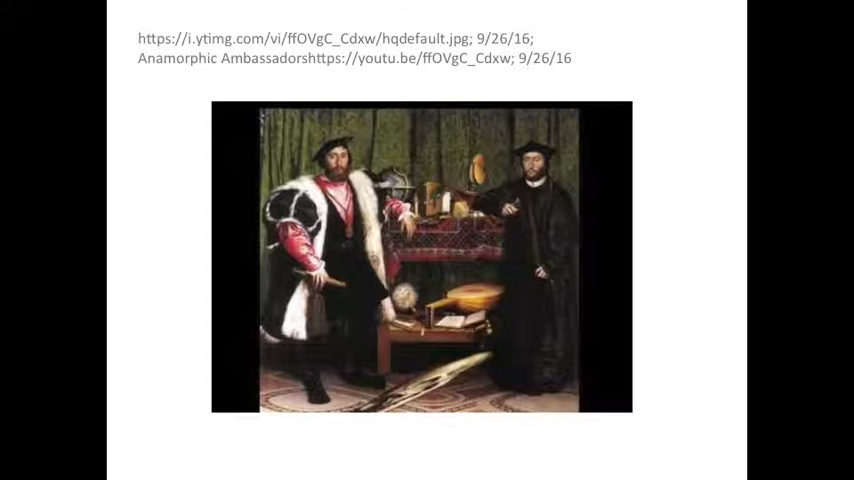 https://i.ytimg.com/vi/ffOVgC_Cdxw/hqdefault.jpg; 9/26/16;
Anamorphic Ambassadorshttps://youtu.be/ffOVgC_Cdxw; 9/26/16